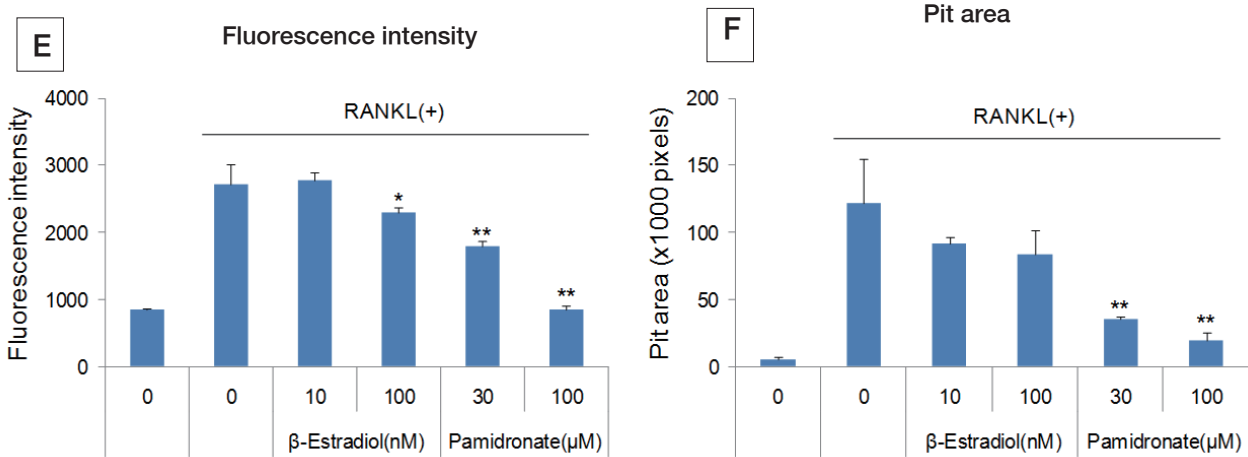 E
Fluorescence intensity
4000
3000
2000
1000
0
Fluorescence intensity
RANKL(+)
*
**
**
0 0 10 100 30 100
β-Estradiol(nM) Pamidronate(µM)
F
Pit area
200
150
100
50
0
Pit area (x1000 pixels)
RANKL(+)
**
**
0 0 10 100 30 100
β-Estradiol(nM) Pamidronate(µM)